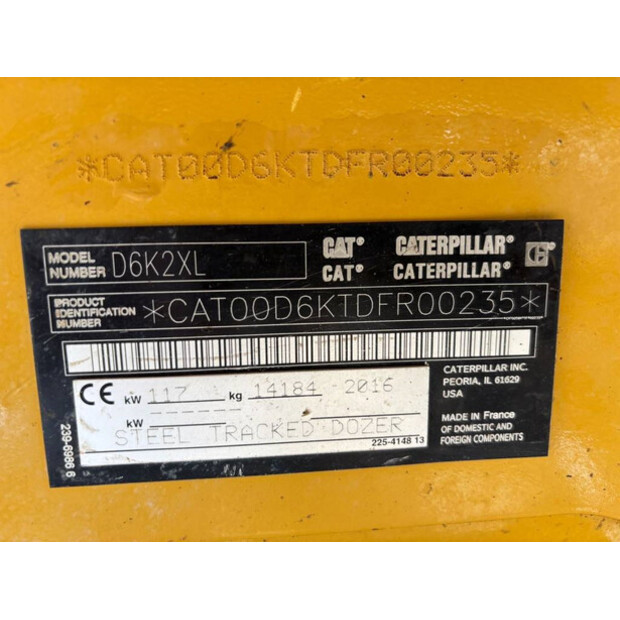 *CAT00D6KTDFR00235*
MODEL NUMBER D6K2XL
CAT® CATERPILLAR®
CAT® CATERPILLAR®
PRODUCT IDENTIFICATION NUMBER *CAT00D6KTDFR00235*
CE kW 117 kg 14184 2016
kW
STEEL TRACKED DOZER
225-4148 13
CATERPILLAR INC.
PEORIA, IL 61629
USA
MADE IN France
OF DOMESTIC AND
FOREIGN COMPONENTS
239-6986 6